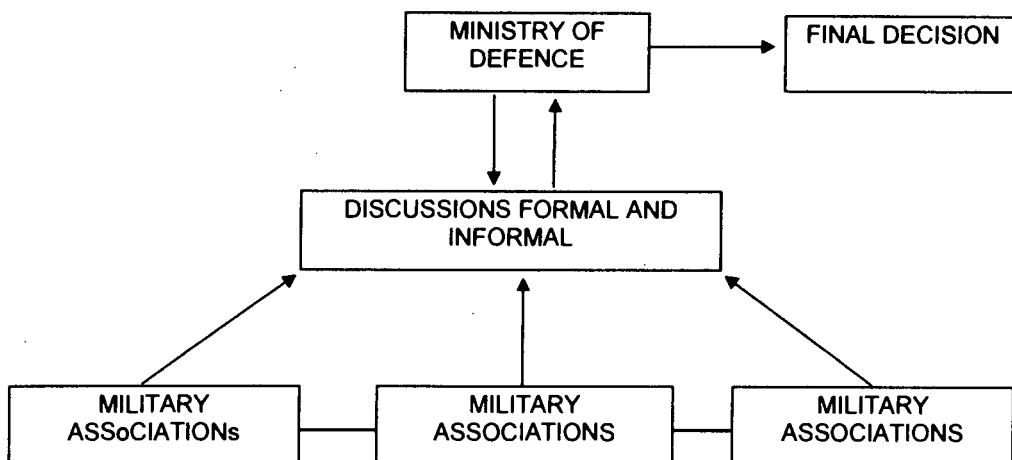 MINISTRY OF
DEFENCE
FINAL DECISION
DISCUSSIONS FORMAL AND
INFORMAL
MILITARY
ASSoCIATIONs
MILITARY
ASSOCIATIONS
MILITARY
ASSOCIATIONS